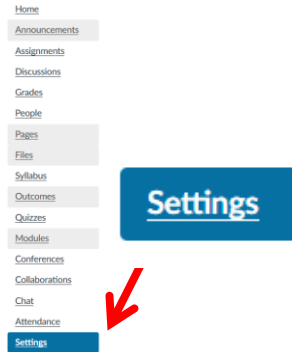 Home
Announcements
Assignments
Discussions
Grades
People
Pages
Files
Syllabus
Outcomes
Quizzes
Modules
Conferences
Collaborations
Chat
Attendance
Settings
Settings